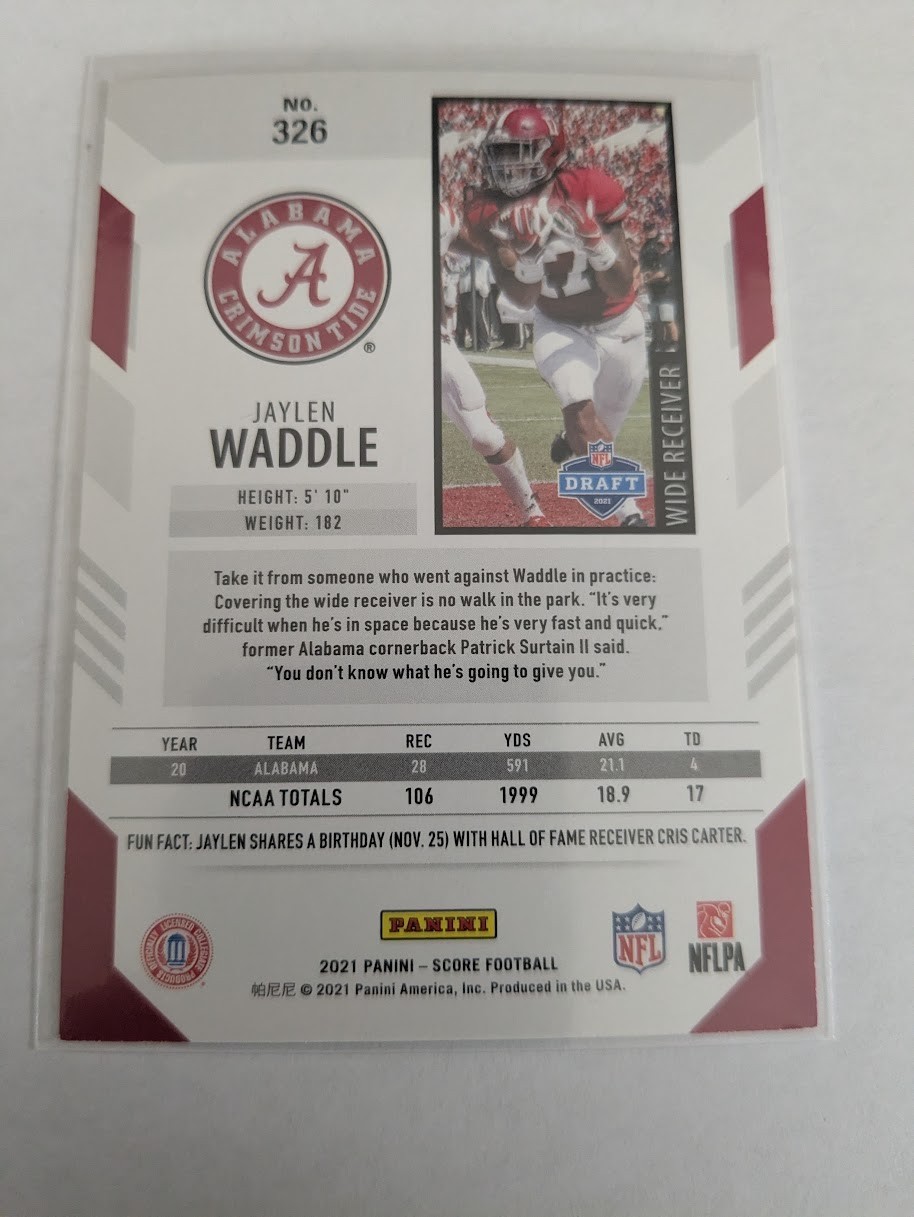 No.
326
ALABAMA
A
CRIMSON TIDE
®
JAYLEN
WADDLE
HEIGHT: 5' 10"
WEIGHT: 182
17
NFL
DRAFT
2021
WIDE RECEIVER
Take it from someone who went against Waddle in practice:
Covering the wide receiver is no walk in the park. “It's very
difficult when he's in space because he's very fast and quick,”
former Alabama cornerback Patrick Surtain II said.
“You don't know what he's going to give you.”
YEAR TEAM REC YDS AVG TD
20 ALABAMA 28 591 21.1 4
NCAA TOTALS 106 1999 18.9 17
FUN FACT: JAYLEN SHARES A BIRTHDAY (NOV. 25) WITH HALL OF FAME RECEIVER CRIS CARTER.
OFFICIALLY LICENSED COLLEGIATE PRODUCTS
PANINI
NFL
NFLPA
2021 PANINI – SCORE FOOTBALL
帕尼尼 © 2021 Panini America, Inc. Produced in the USA.